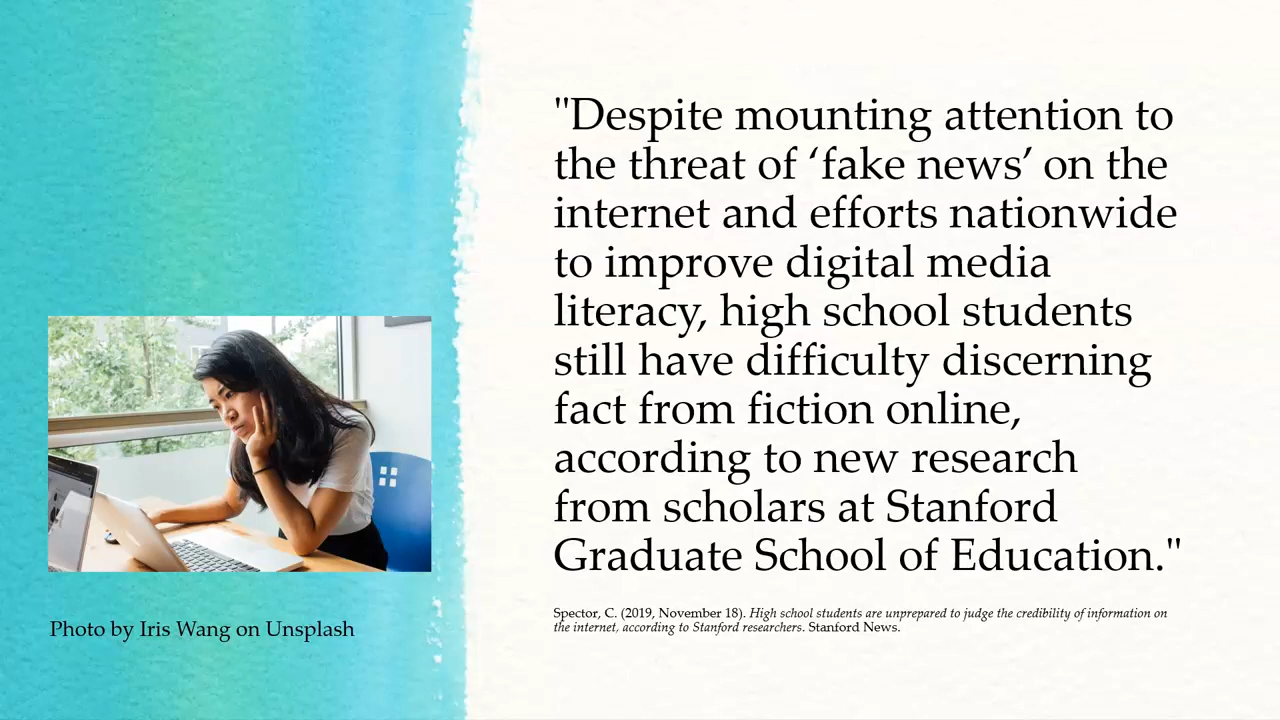 "Despite mounting attention to
the threat of ‘fake news’ on the
internet and efforts nationwide
to improve digital media
literacy, high school students
still have difficulty discerning
fact from fiction online,
according to new research
from scholars at Stanford
Graduate School of Education."
Spector, C. (2019, November 18). High school students are unprepared to judge the credibility of information on
the internet, according to Stanford researchers. Stanford News.
Photo by Iris Wang on Unsplash